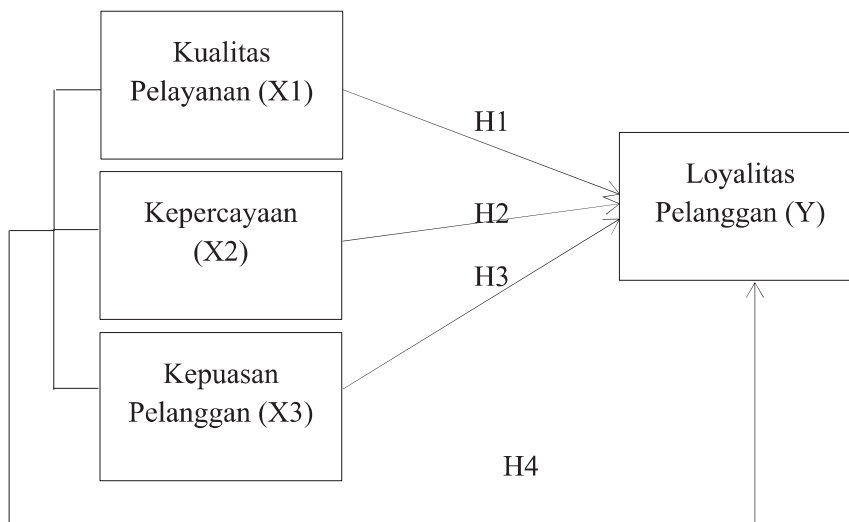 Kualitas
Pelayanan (X1)
H1
Loyalitas
Pelanggan (Y)
Kepercayaan
(X2)
H2
H3
Kepuasan
Pelanggan (X3)
H4